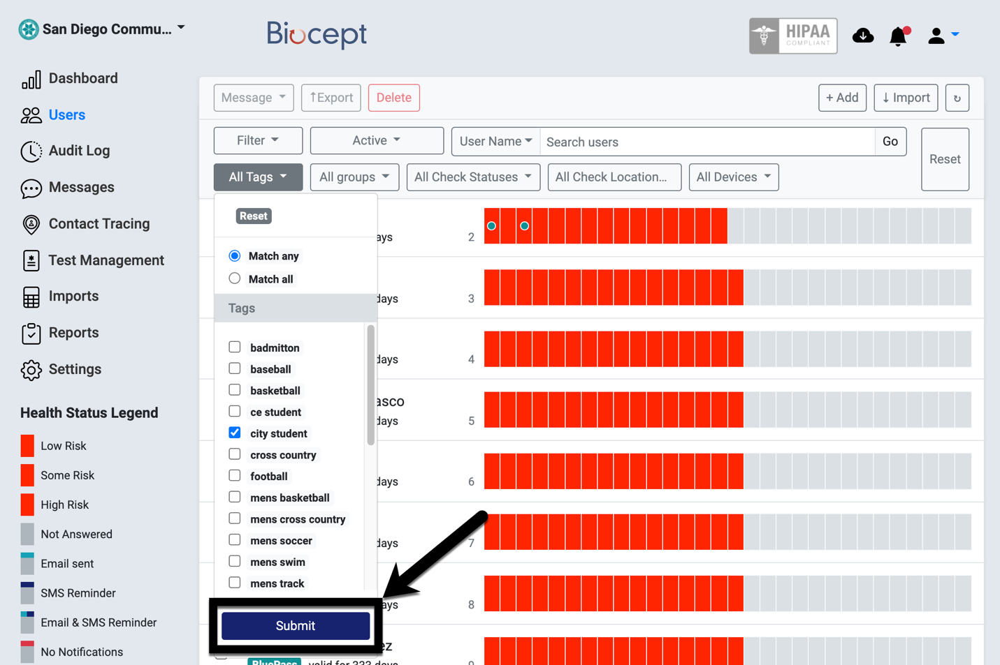 San Diego Commu...
Biocept
HIPAA
COMPLIANT
Dashboard
Users
Audit Log
Messages
Contact Tracing
Test Management
Imports
Reports
Settings
Health Status Legend
Low Risk
Some Risk
High Risk
Not Answered
Email sent
SMS Reminder
Email & SMS Reminder
No Notifications
Message
↑Export
Delete
+ Add
↓ Import
↻
Filter
Active
User Name
Search users
Go
Reset
All Tags
All groups
All Check Statuses
All Check Location...
All Devices
Reset
Match any
Match all
Tags
badmitton
baseball
basketball
ce student
city student
cross country
football
mens basketball
mens cross country
mens soccer
mens swim
mens track
Submit
ays 2
days 3
days 4
asco
days 5
days 6
days 7
ays 8
ez
BluePass valid for 333 days 9